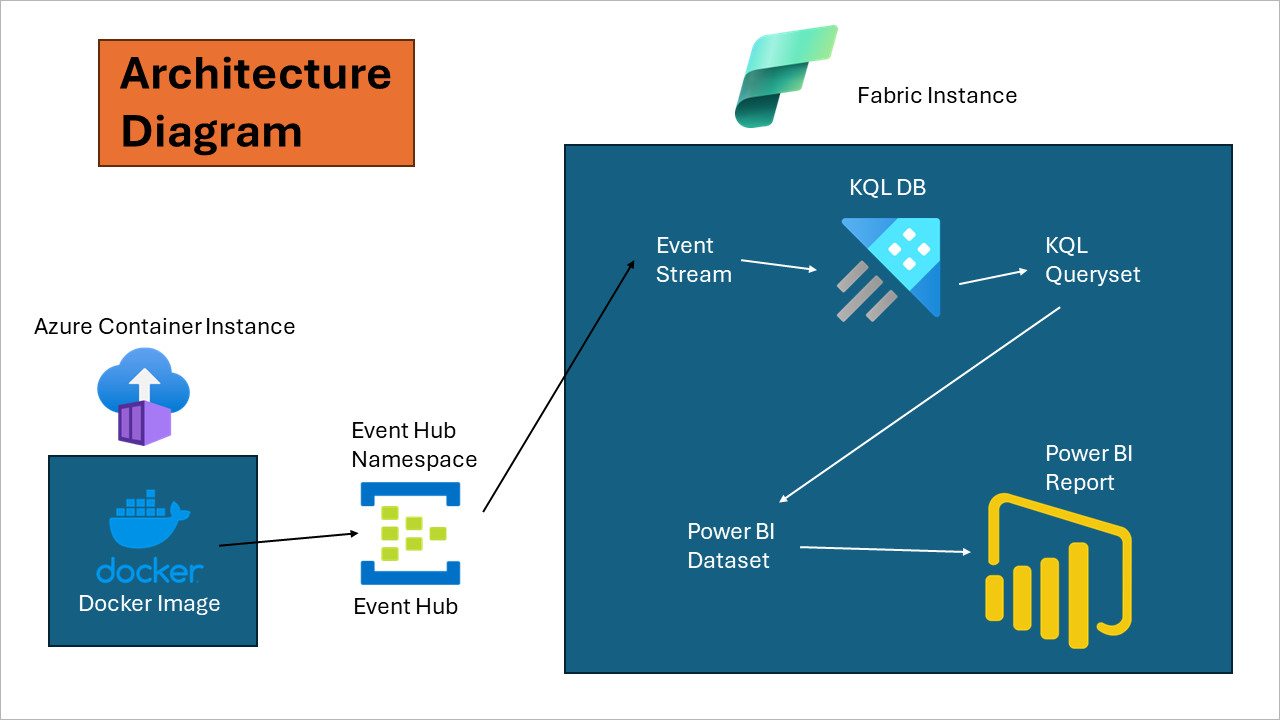 Architecture
Diagram
Fabric Instance
KQL DB
Event
Stream
KQL
Queryset
Azure Container Instance
Event Hub
Namespace
Power BI
Report
Power BI
Dataset
docker
Docker Image
Event Hub